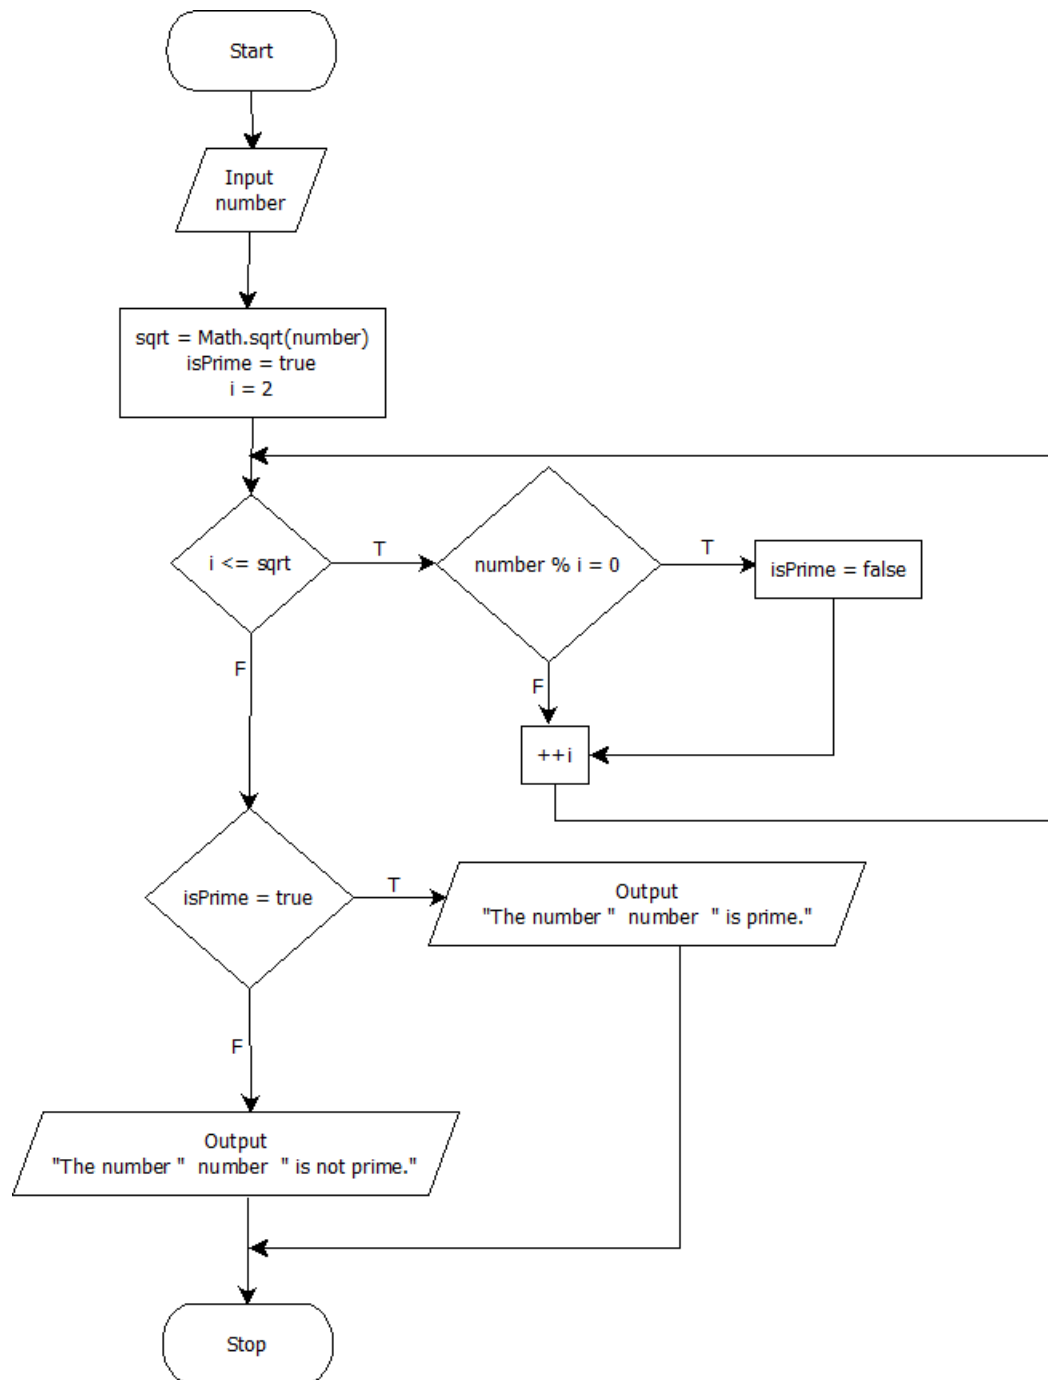 Start
Input
number
sqrt = Math.sqrt(number)
isPrime = true
i = 2
i <= sqrt
T
number % i = 0
T
isPrime = false
F
F
++i
isPrime = true
T
Output
"The number "  number  " is prime."
F
Output
"The number "  number  " is not prime."
Stop